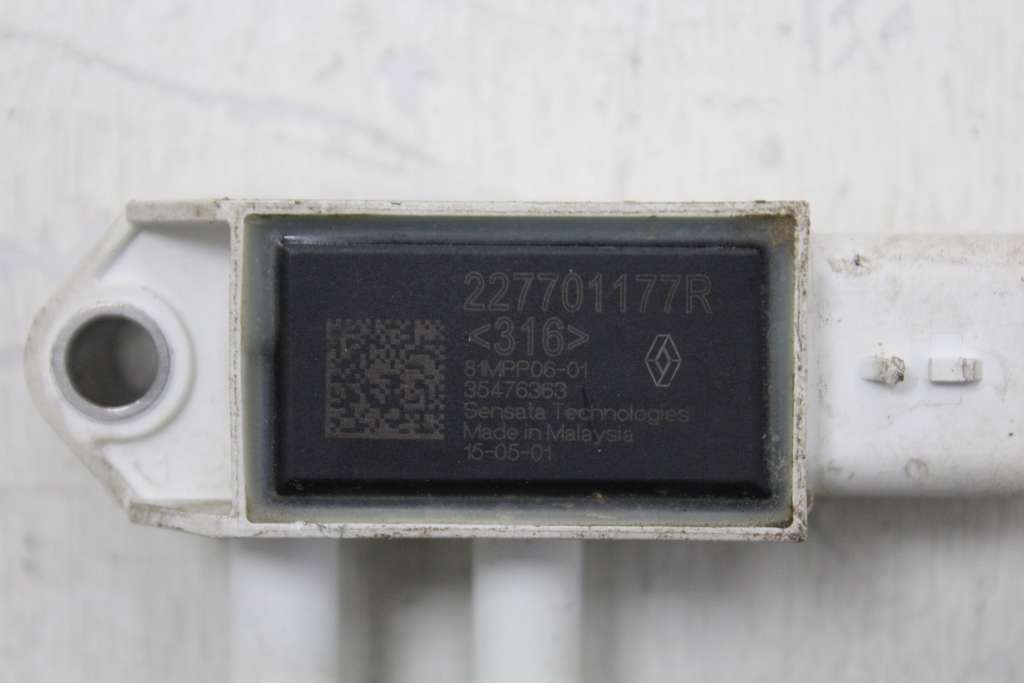 227701177R
<316>
81MPP06-01
35476363
Sensata Technologies
Made in Malaysia
15-05-01